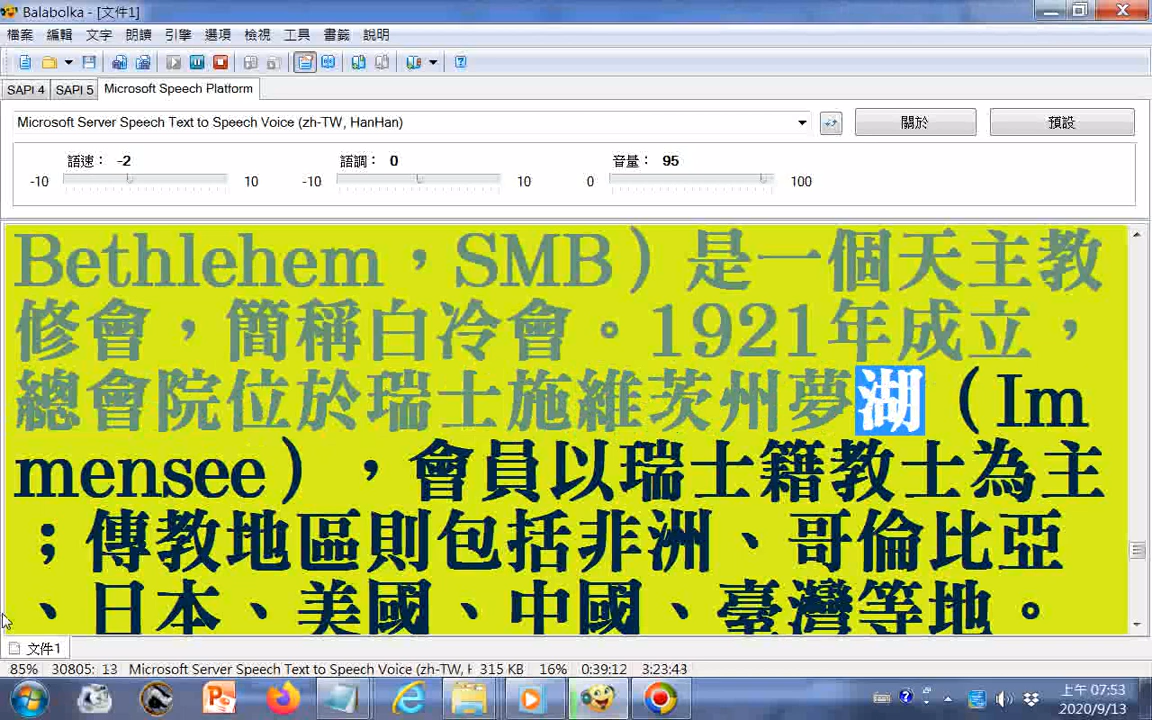 Balabolka - [文件1]
檔案 編輯 文字 朗讀 引擎 選項 檢視 工具 書籤 說明
SAPI 4 SAPI 5 Microsoft Speech Platform
Microsoft Server Speech Text to Speech Voice (zh-TW, HanHan) 關於 預設
語速: -2 語調: 0 音量: 95
-10 10 -10 10 0 100
Bethlehem，SMB）是一個天主教
修會，簡稱白冷會。1921年成立，
總會院位於瑞士施維茨州夢湖（Im
mensee），會員以瑞士籍教士為主
；傳教地區則包括非洲、哥倫比亞
、日本、美國、中國、臺灣等地。
文件1
85% 30805: 13 Microsoft Server Speech Text to Speech Voice (zh-TW, H 315 KB 16% 0:39:12 3:23:43
上午 07:53
2020/9/13